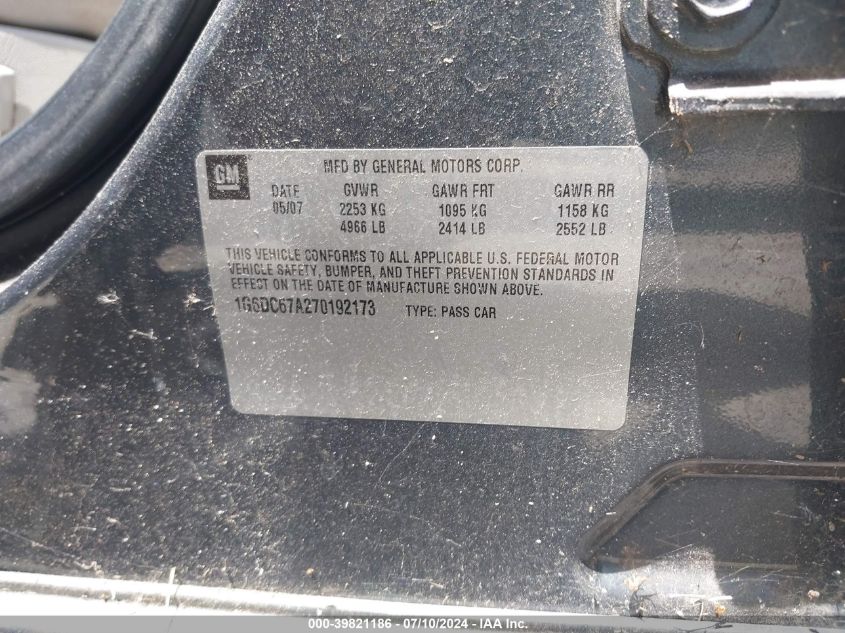 GM
MFD BY GENERAL MOTORS CORP.
DATE GVWR GAWR FRT GAWR RR
05/07 2253 KG 1095 KG 1158 KG
4966 LB 2414 LB 2552 LB
THIS VEHICLE CONFORMS TO ALL APPLICABLE U.S. FEDERAL MOTOR
VEHICLE SAFETY, BUMPER, AND THEFT PREVENTION STANDARDS IN
EFFECT ON THE DATE OF MANUFACTURE SHOWN ABOVE.
1G6DC67A270192173 TYPE: PASS CAR
000-39821186 - 07/10/2024 - IAA Inc.